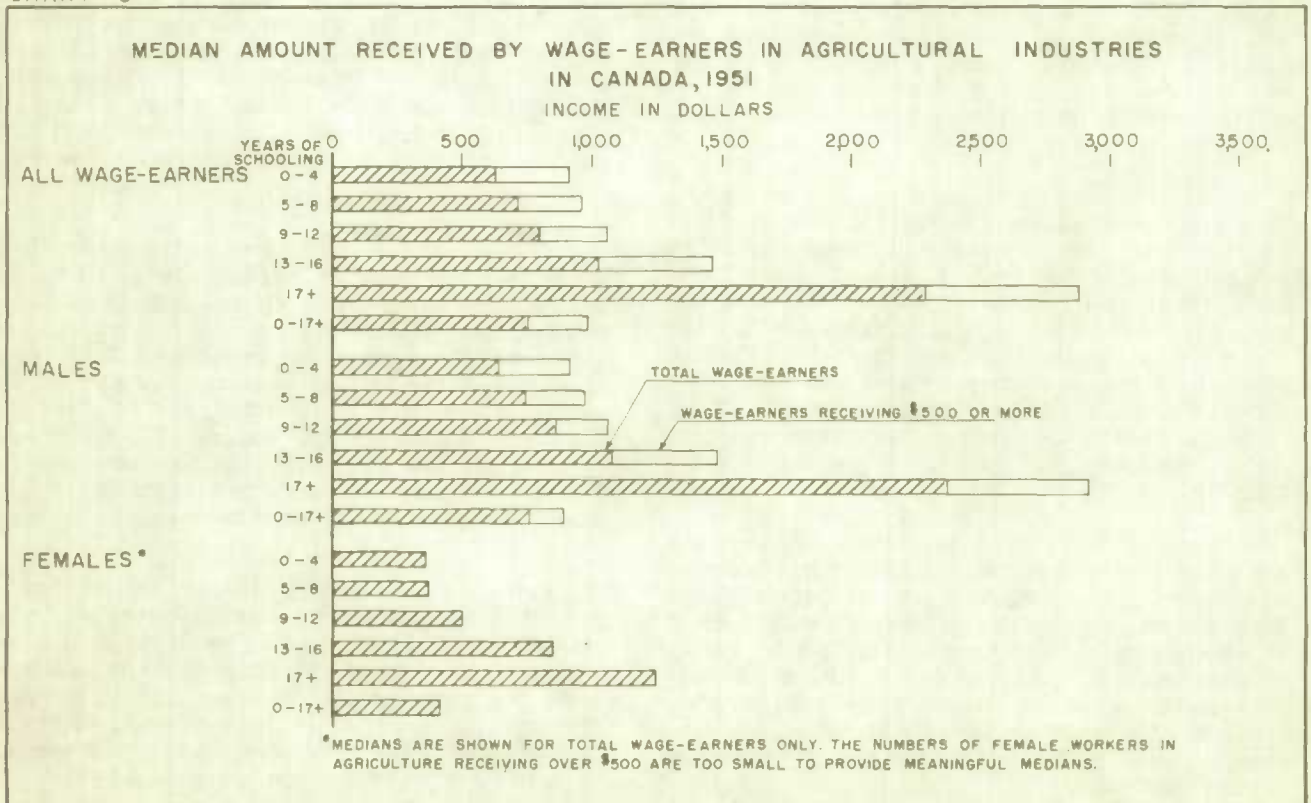 MEDIAN AMOUNT RECEIVED BY WAGE-EARNERS IN AGRICULTURAL INDUSTRIES
IN CANADA, 1951
INCOME IN DOLLARS
YEARS OF SCHOOLING
0 500 1,000 1,500 2,000 2,500 3,000 3,500
ALL WAGE-EARNERS
0-4
5-8
9-12
13-16
17+
0-17+
MALES
0-4
5-8
9-12
13-16
17+
0-17+
TOTAL WAGE-EARNERS
WAGE-EARNERS RECEIVING $500 OR MORE
FEMALES*
0-4
5-8
9-12
13-16
17+
0-17+
*MEDIANS ARE SHOWN FOR TOTAL WAGE-EARNERS ONLY. THE NUMBERS OF FEMALE WORKERS IN
AGRICULTURE RECEIVING OVER $500 ARE TOO SMALL TO PROVIDE MEANINGFUL MEDIANS.